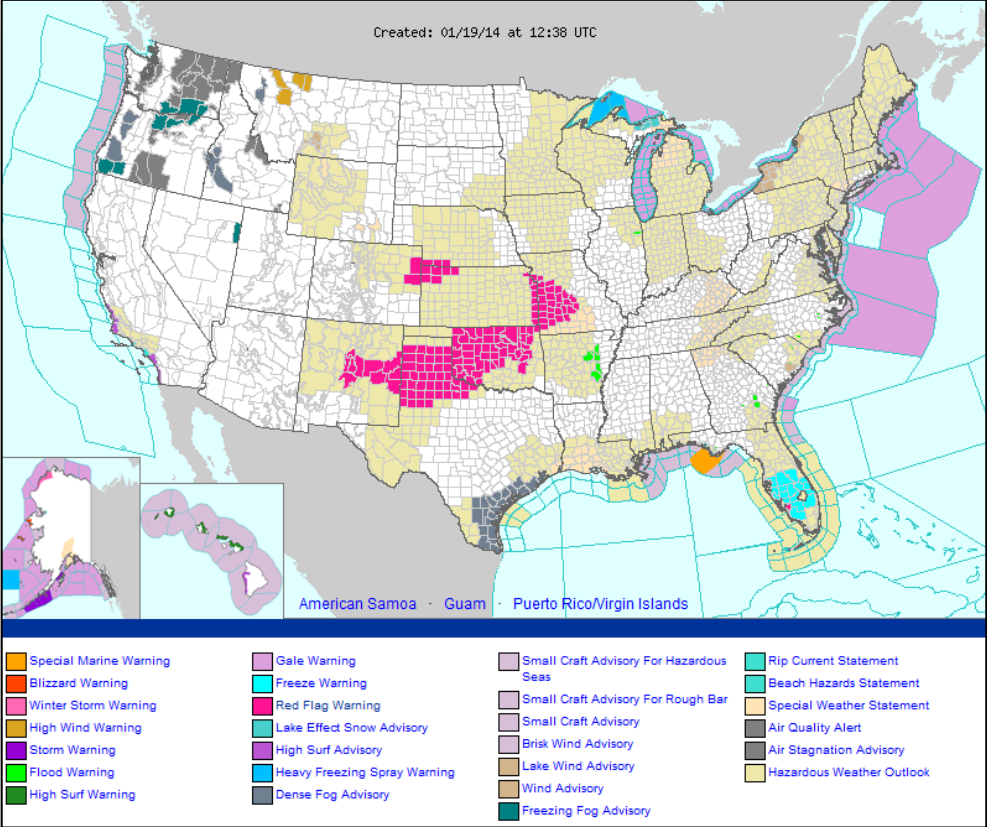 Created: 01/19/14 at 12:38 UTC
American Samoa · Guam · Puerto Rico/Virgin Islands
Special Marine Warning
Blizzard Warning
Winter Storm Warning
High Wind Warning
Storm Warning
Flood Warning
High Surf Warning
Gale Warning
Freeze Warning
Red Flag Warning
Lake Effect Snow Advisory
High Surf Advisory
Heavy Freezing Spray Warning
Dense Fog Advisory
Small Craft Advisory For Hazardous
Seas
Small Craft Advisory For Rough Bar
Small Craft Advisory
Brisk Wind Advisory
Lake Wind Advisory
Wind Advisory
Freezing Fog Advisory
Rip Current Statement
Beach Hazards Statement
Special Weather Statement
Air Quality Alert
Air Stagnation Advisory
Hazardous Weather Outlook